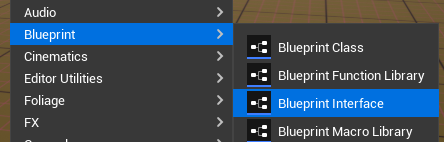 Audio
Blueprint
Cinematics
Editor Utilities
Foliage
FX
Blueprint Class
Blueprint Function Library
Blueprint Interface
Blueprint Macro Library